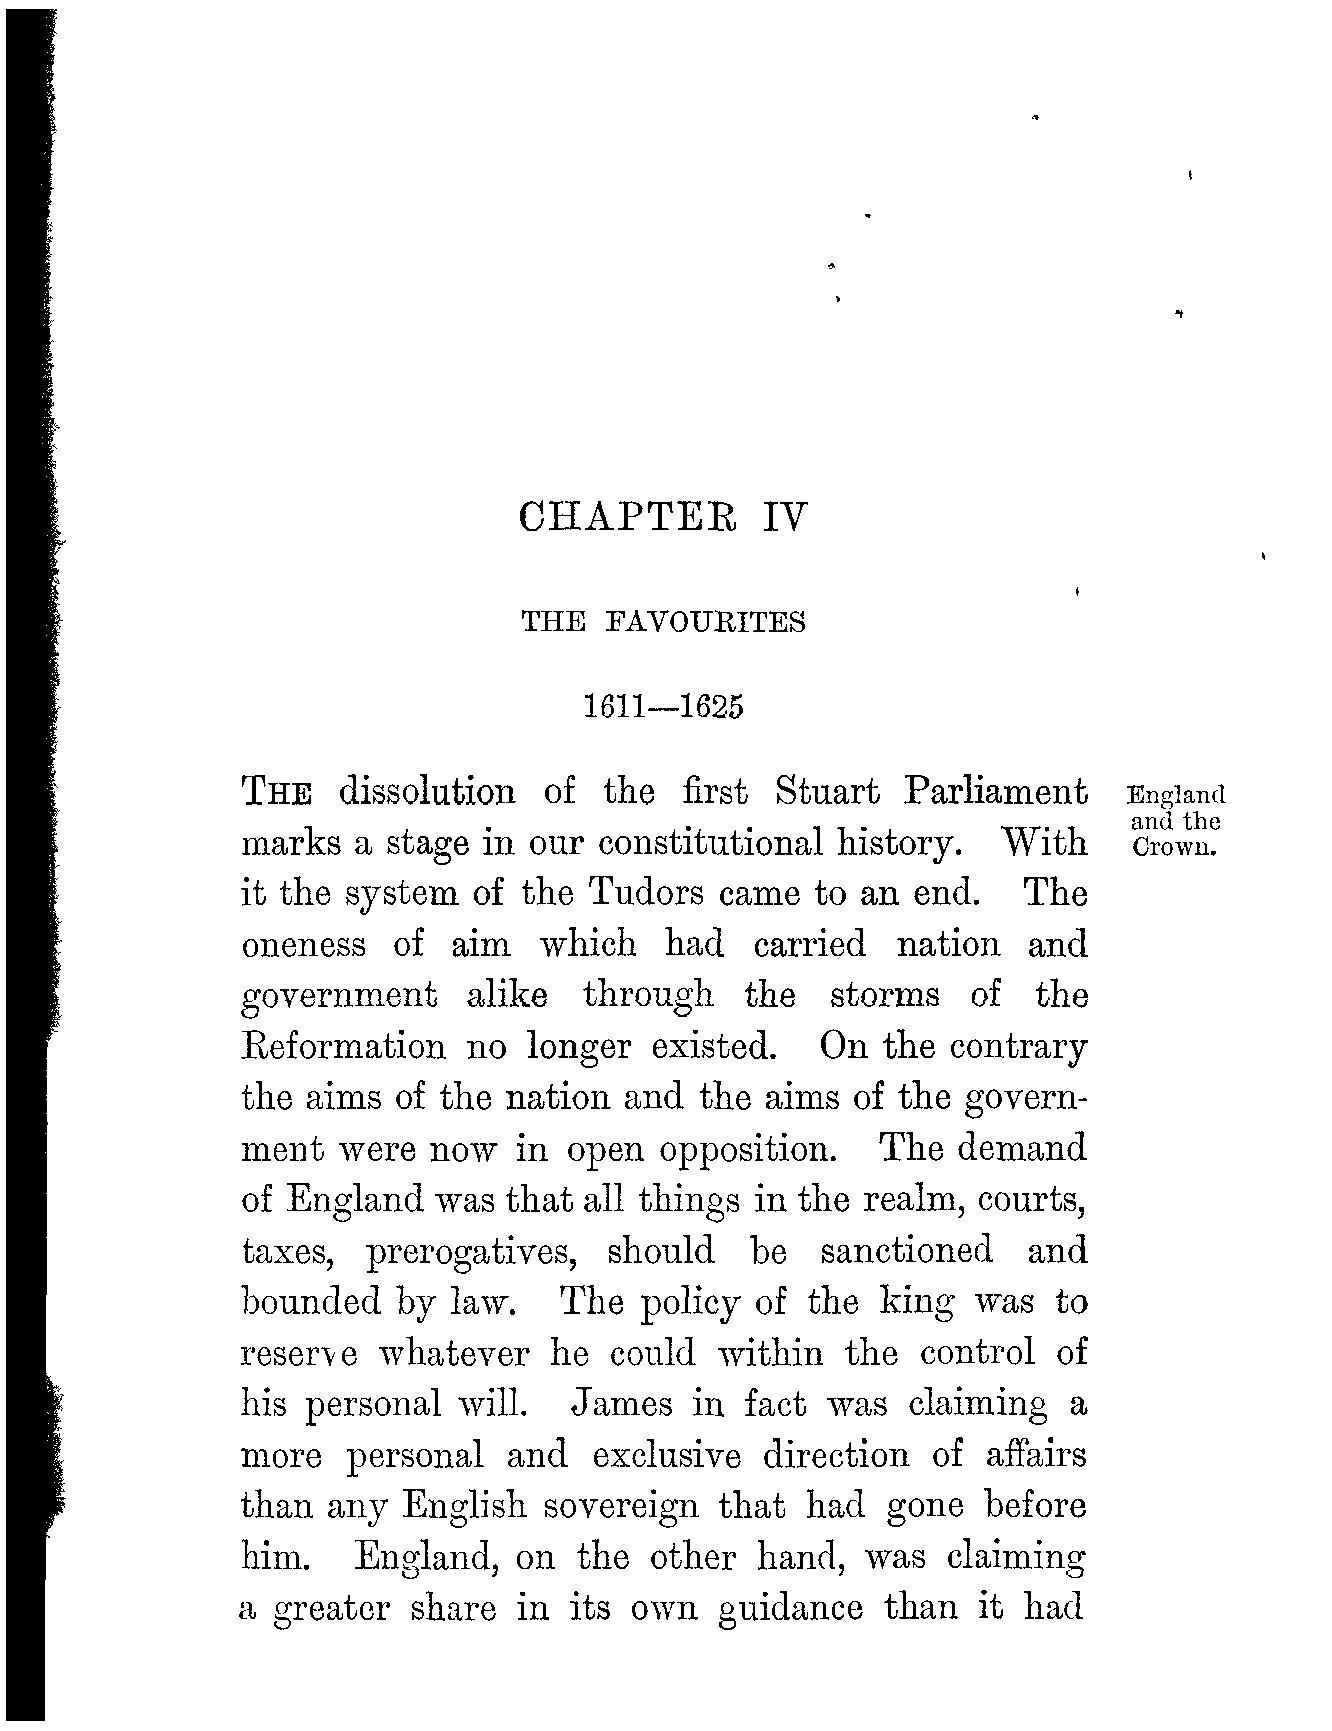 CHAPTER IV
THE FAVOURITES
1611—1625
THE dissolution of the first Stuart Parliament
marks a stage in our constitutional history. With
it the system of the Tudors came to an end. The
oneness of aim which had carried nation and
government alike through the storms of the
Reformation no longer existed. On the contrary
the aims of the nation and the aims of the govern-
ment were now in open opposition. The demand
of England was that all things in the realm, courts,
taxes, prerogatives, should be sanctioned and
bounded by law. The policy of the king was to
reserve whatever he could within the control of
his personal will. James in fact was claiming a
more personal and exclusive direction of affairs
than any English sovereign that had gone before
him. England, on the other hand, was claiming
a greater share in its own guidance than it had
England
and the
Crown.